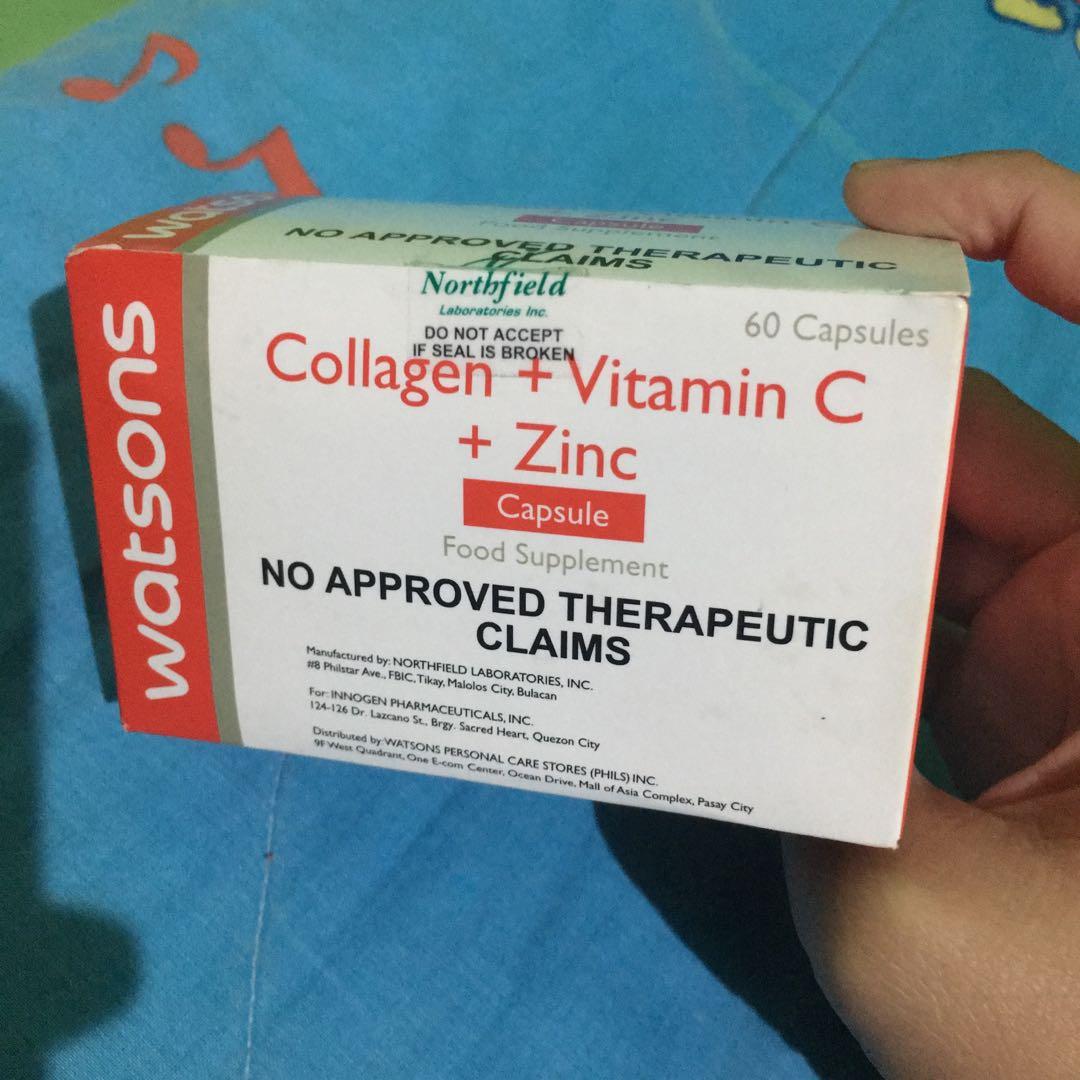 watsons
Capsule
Food Supplement
NO APPROVED THERAPEUTIC
CLAIMS
watsons
Northfield
Laboratories Inc.
DO NOT ACCEPT
IF SEAL IS BROKEN
60 Capsules
Collagen + Vitamin C
+ Zinc
Capsule
Food Supplement
NO APPROVED THERAPEUTIC
CLAIMS
Manufactured by: NORTHFIELD LABORATORIES, INC.
#8 Philstar Ave., FBIC, Tikay, Malolos City, Bulacan
For: INNOGEN PHARMACEUTICALS, INC.
124-126 Dr. Lazcano St., Brgy. Sacred Heart, Quezon City
Distributed by: WATSONS PERSONAL CARE STORES (PHILS) INC.
9F West Quadrant, One E-com Center, Ocean Drive, Mall of Asia Complex, Pasay City